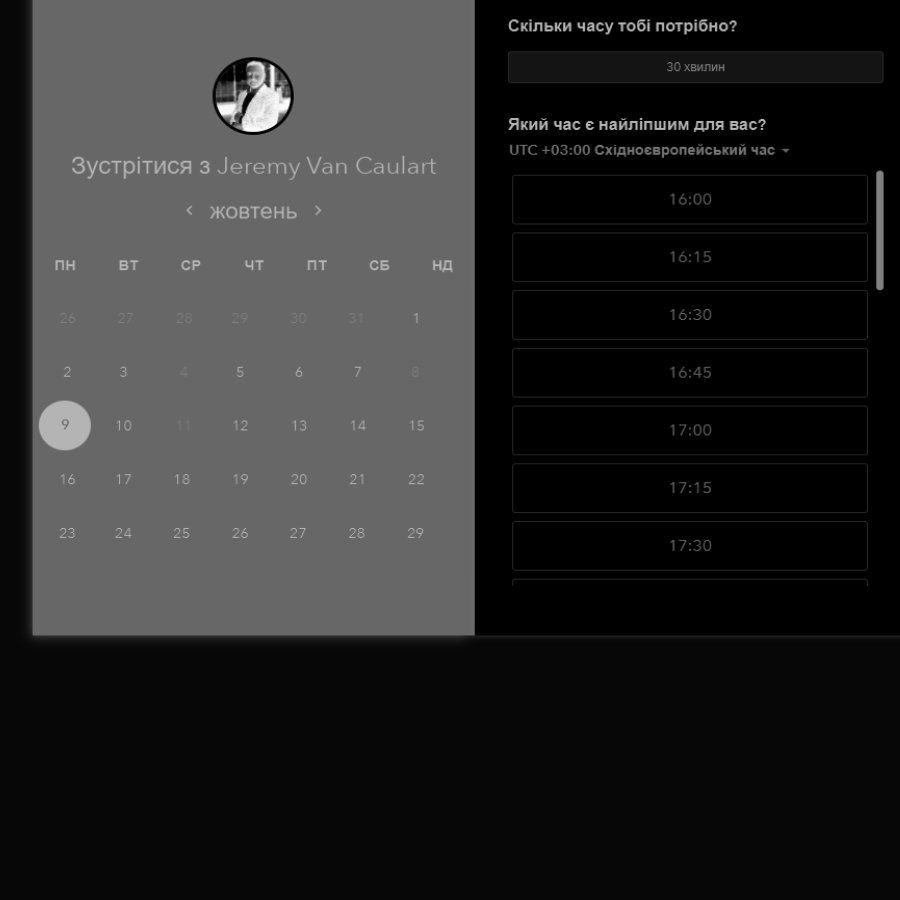 Зустрітися з Jeremy Van Caulart
жовтень
ПН ВТ СР ЧТ ПТ СБ НД
26 27 28 29 30 31 1
2 3 4 5 6 7 8
9 10 11 12 13 14 15
16 17 18 19 20 21 22
23 24 25 26 27 28 29
Скільки часу тобі потрібно?
30 хвилин
Який час є найліпшим для вас?
UTC +03:00 Східноєвропейський час
16:00
16:15
16:30
16:45
17:00
17:15
17:30